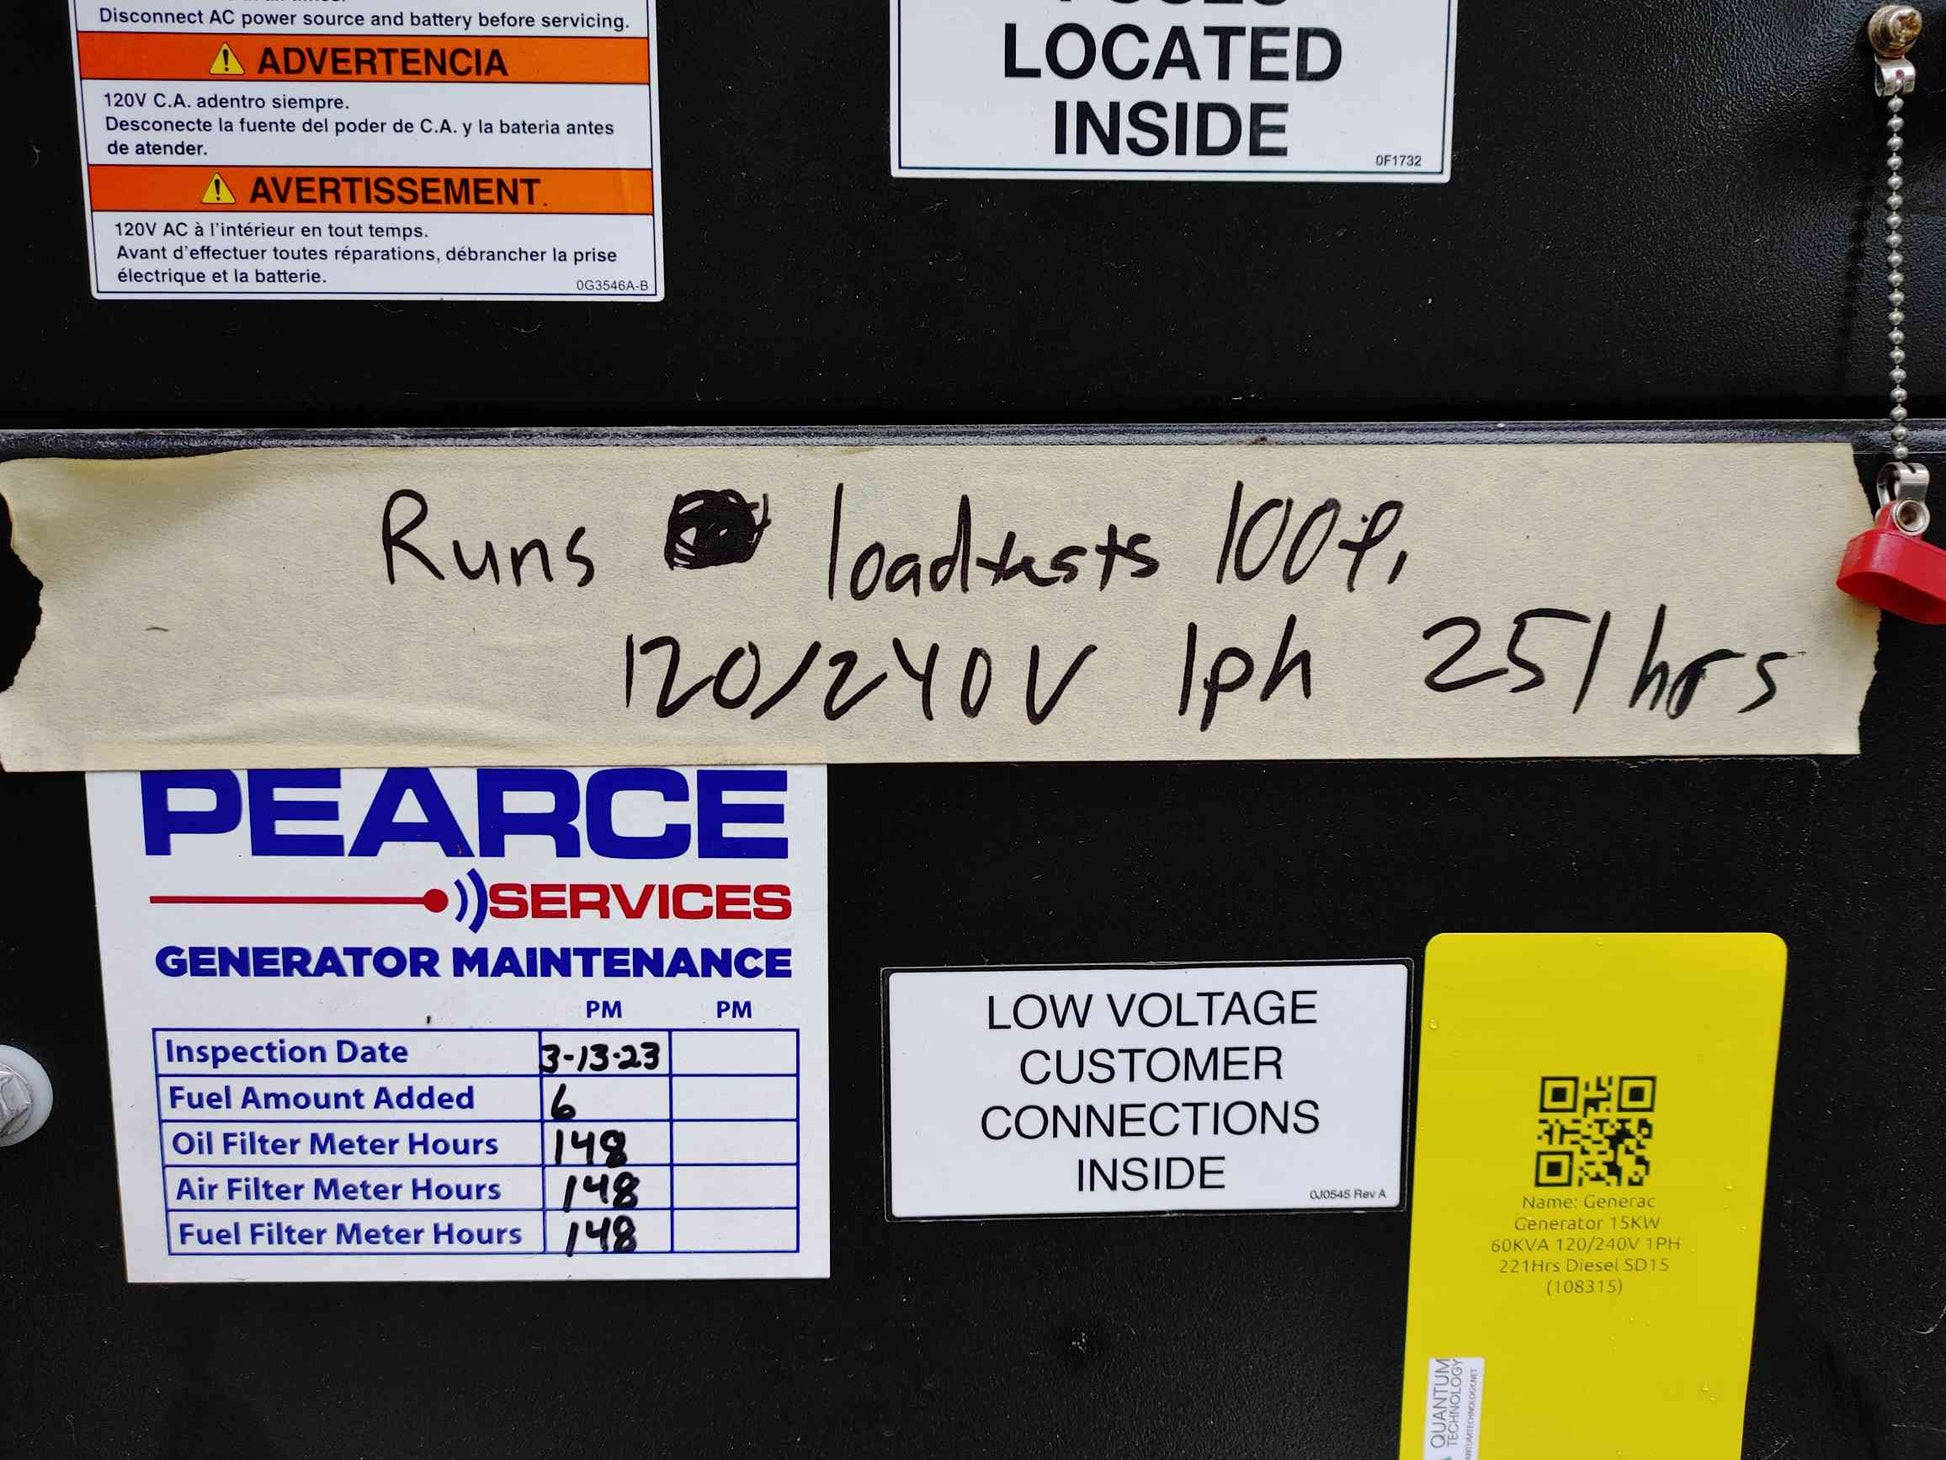 Disconnect AC power source and battery before servicing.
ADVERTENCIA
120V C.A. adentro siempre.
Desconecte la fuente del poder de C.A. y la bateria antes
de atender.
AVERTISSEMENT
120V AC à l'intérieur en tout temps.
Avant d'effectuer toutes réparations, débrancher la prise
électrique et la batterie.
0G3546A-B
LOCATED
INSIDE
0F1732
Runs loadtests 100%
120/240V 1ph 251hrs
PEARCE
SERVICES
GENERATOR MAINTENANCE
PM PM
Inspection Date 3-13-23
Fuel Amount Added 6
Oil Filter Meter Hours 148
Air Filter Meter Hours 148
Fuel Filter Meter Hours 148
LOW VOLTAGE
CUSTOMER
CONNECTIONS
INSIDE
0J0545 Rev A
Name: Generac
Generator 15KW
60KVA 120/240V 1PH
221Hrs Diesel SD15
(108315)
QUANTUM
TECHNOLOGY